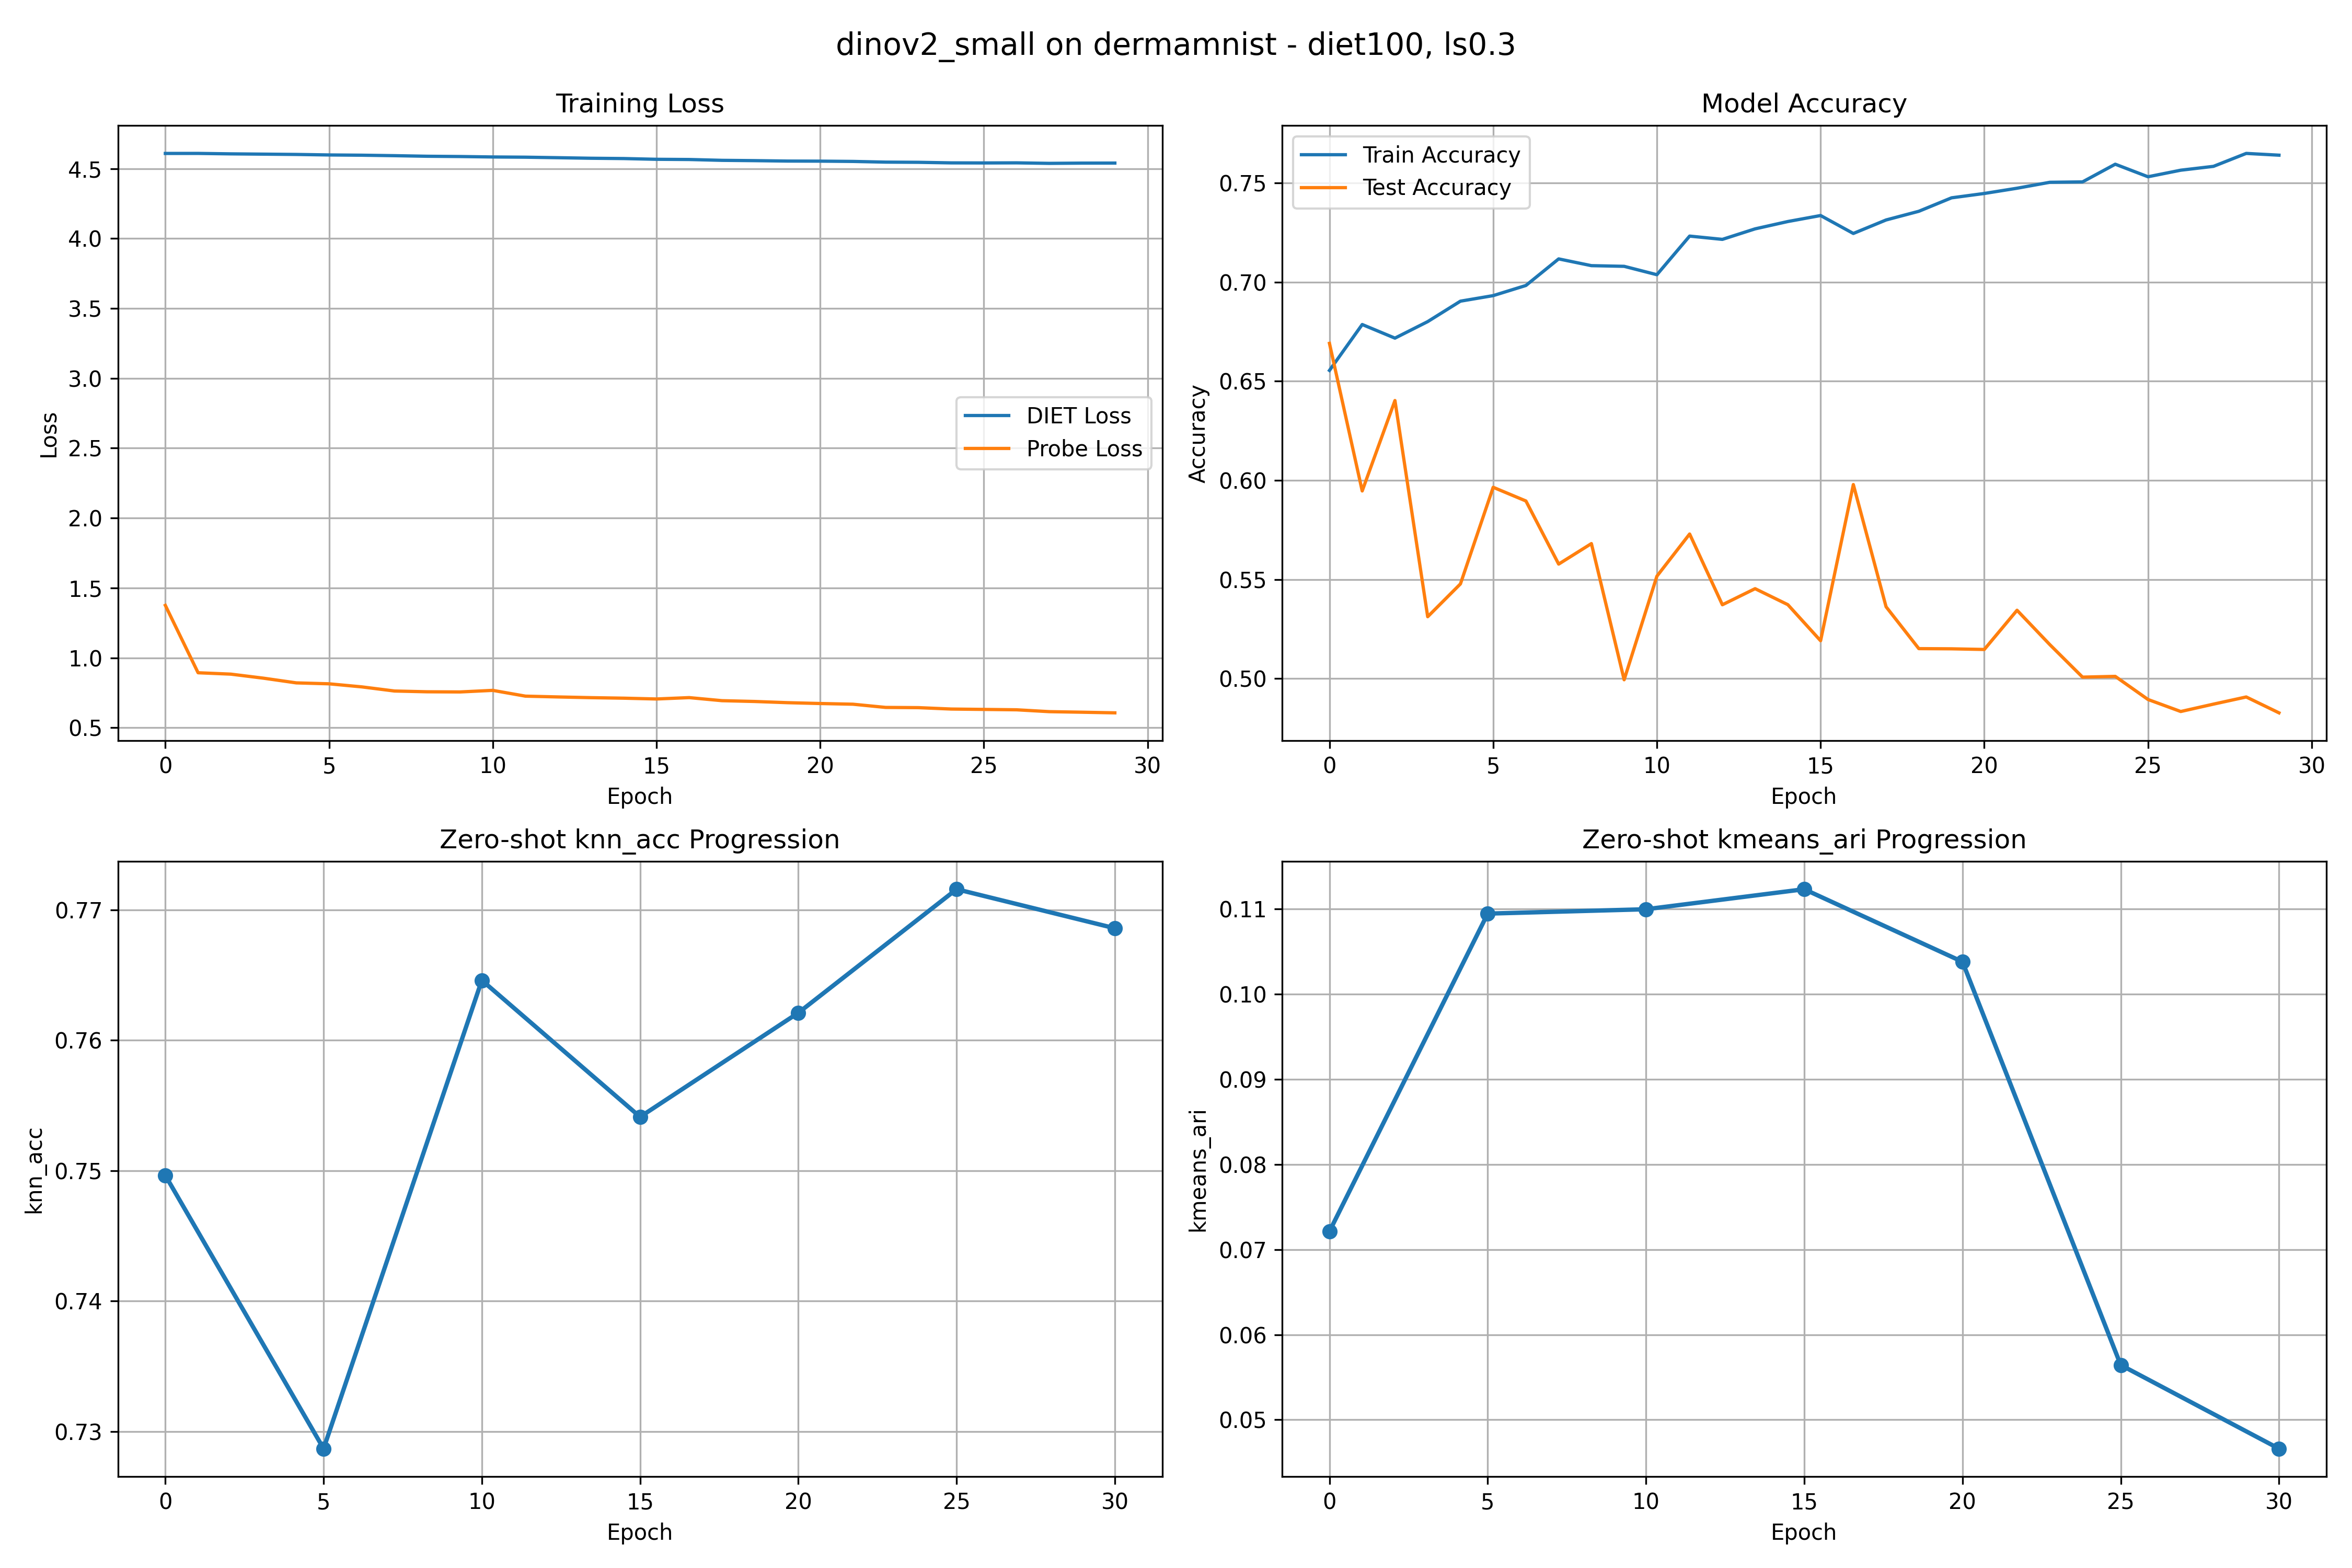 dinov2_small on dermamnist - diet100, ls0.3
Training Loss
4.5
4.0
3.5
3.0
2.5
2.0
1.5
1.0
0.5
Loss
DIET Loss
Probe Loss
0 5 10 15 20 25 30
Epoch
Model Accuracy
Train Accuracy
Test Accuracy
0.75
0.70
0.65
0.60
0.55
0.50
Accuracy
0 5 10 15 20 25 30
Epoch
Zero-shot knn_acc Progression
0.77
0.76
0.75
0.74
0.73
knn_acc
0 5 10 15 20 25 30
Epoch
Zero-shot kmeans_ari Progression
0.11
0.10
0.09
0.08
0.07
0.06
0.05
kmeans_ari
0 5 10 15 20 25 30
Epoch